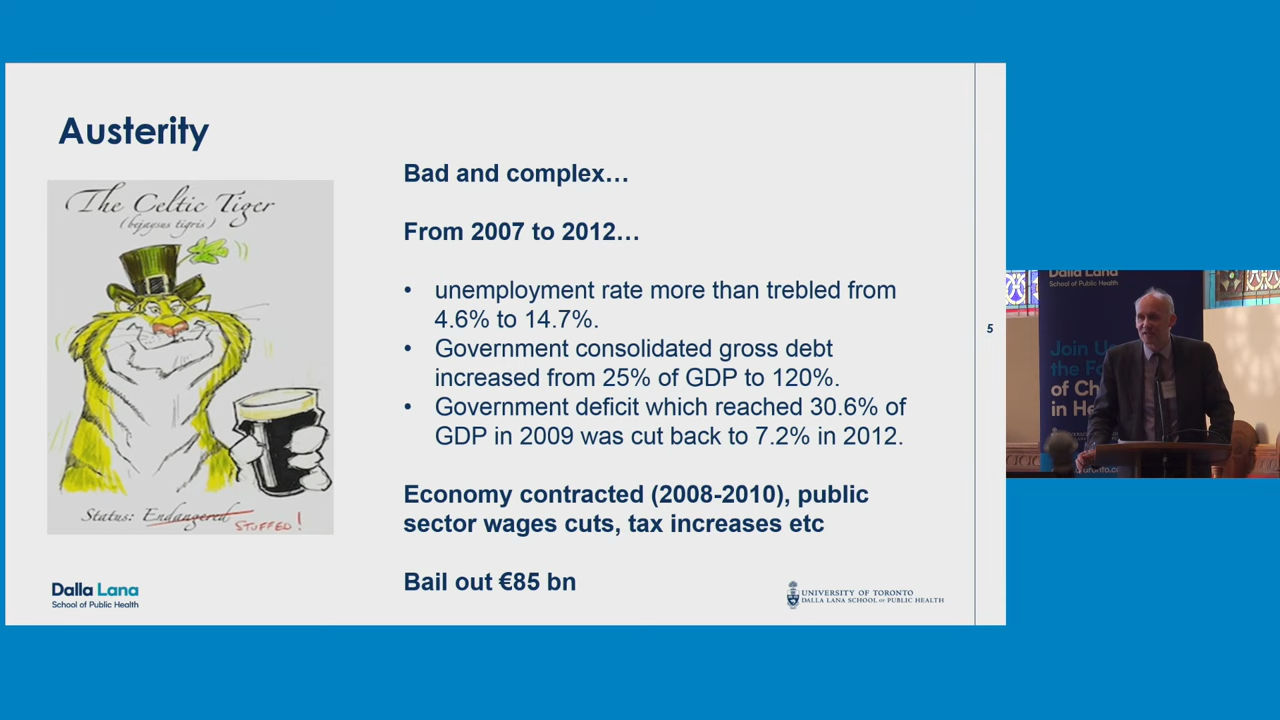 Austerity
The Celtic Tiger
(bejaysus tigris)
Status: Endangered
STUFFED!
Bad and complex…
From 2007 to 2012…
• unemployment rate more than trebled from
4.6% to 14.7%.
• Government consolidated gross debt
increased from 25% of GDP to 120%.
• Government deficit which reached 30.6% of
GDP in 2009 was cut back to 7.2% in 2012.
Economy contracted (2008-2010), public
sector wages cuts, tax increases etc
Bail out €85 bn
Dalla Lana
School of Public Health
UNIVERSITY OF TORONTO
DALLA LANA SCHOOL OF PUBLIC HEALTH
5
Dalla Lana
School of Public Health
Join U
the Fo
of Ch
in He